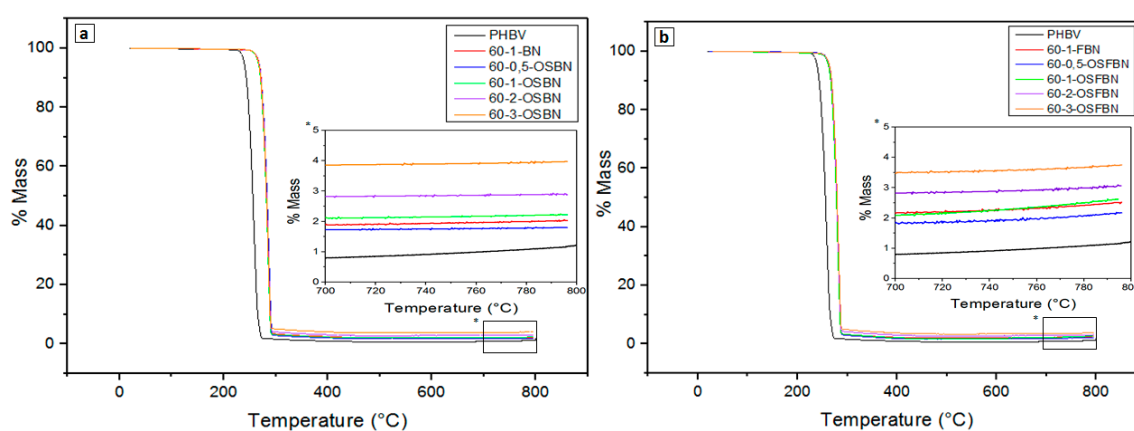 a
PHBV
60-1-BN
60-0,5-OSBN
60-1-OSBN
60-2-OSBN
60-3-OSBN
100
80
60
40
20
0
% Mass
0 200 400 600 800
Temperature (°C)
*
5
4
3
2
1
0
% Mass
700 720 740 760 780 800
Temperature (°C)
*
b
PHBV
60-1-FBN
60-0,5-OSFBN
60-1-OSFBN
60-2-OSFBN
60-3-OSFBN
100
80
60
40
20
0
% Mass
0 200 400 600 800
Temperature (°C)
*
5
4
3
2
1
0
% Mass
700 720 740 760 780 80
Temperature (°C)
*